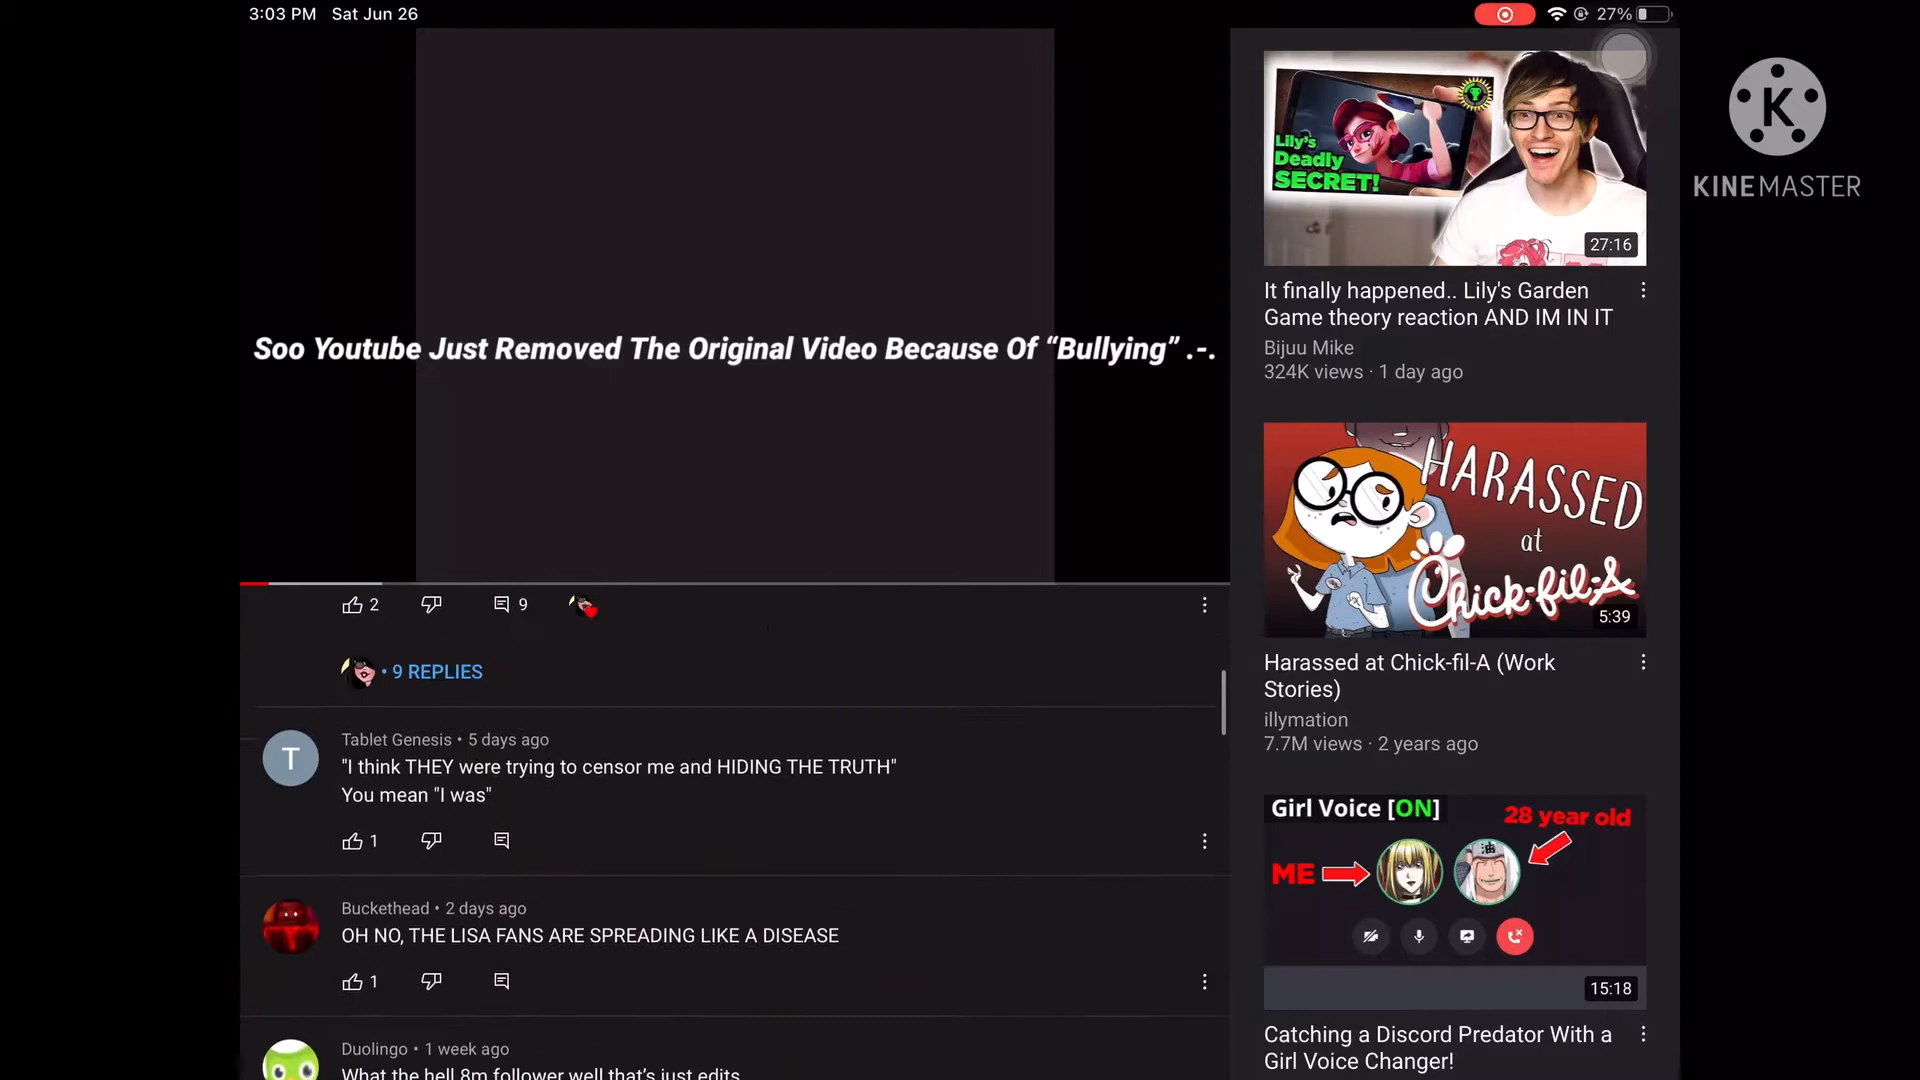 3:03 PM Sat Jun 26
27%
Soo Youtube Just Removed The Original Video Because Of “Bullying” .-.
2
9
• 9 REPLIES
T
Tablet Genesis • 5 days ago
"I think THEY were trying to censor me and HIDING THE TRUTH"
You mean "I was"
1
Buckethead • 2 days ago
OH NO, THE LISA FANS ARE SPREADING LIKE A DISEASE
1
Duolingo • 1 week ago
What the hell 8m follower well that's just edits
Lily's
Deadly
SECRET!
27:16
It finally happened.. Lily's Garden
Game theory reaction AND IM IN IT
Bijuu Mike
324K views · 1 day ago
HARASSED
at
Chick-fil-A
5:39
Harassed at Chick-fil-A (Work
Stories)
illymation
7.7M views · 2 years ago
Girl Voice [ON]
28 year old
ME
油
15:18
Catching a Discord Predator With a
Girl Voice Changer!
K
KINEMASTER